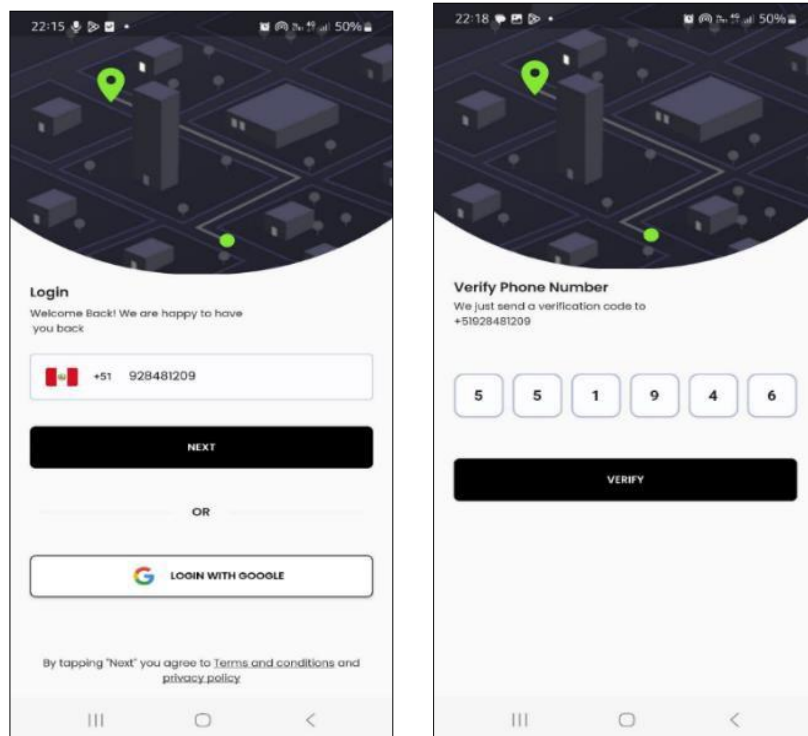 22:15
50%
Login
Welcome Back! We are happy to have
you back
+51 928481209
NEXT
OR
LOGIN WITH GOOGLE
By tapping "Next" you agree to Terms and conditions and
privacy policy
22:18
50%
Verify Phone Number
We just send a verification code to
+51928481209
5 5 1 9 4 6
VERIFY